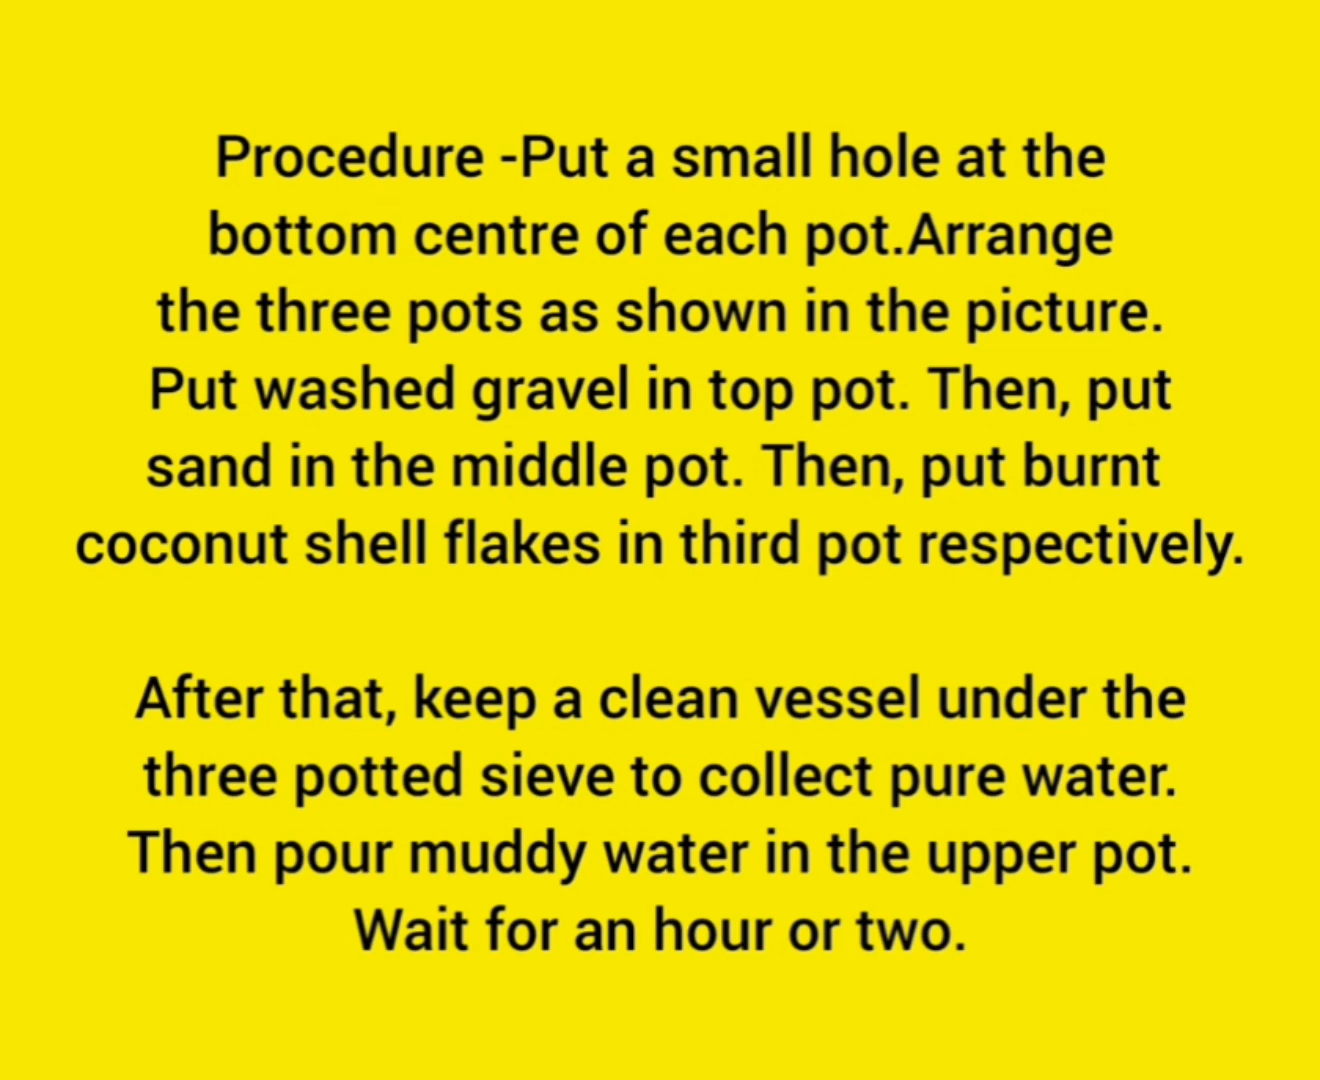 Procedure -Put a small hole at the
bottom centre of each pot.Arrange
the three pots as shown in the picture.
Put washed gravel in top pot. Then, put
sand in the middle pot. Then, put burnt
coconut shell flakes in third pot respectively.
After that, keep a clean vessel under the
three potted sieve to collect pure water.
Then pour muddy water in the upper pot.
Wait for an hour or two.